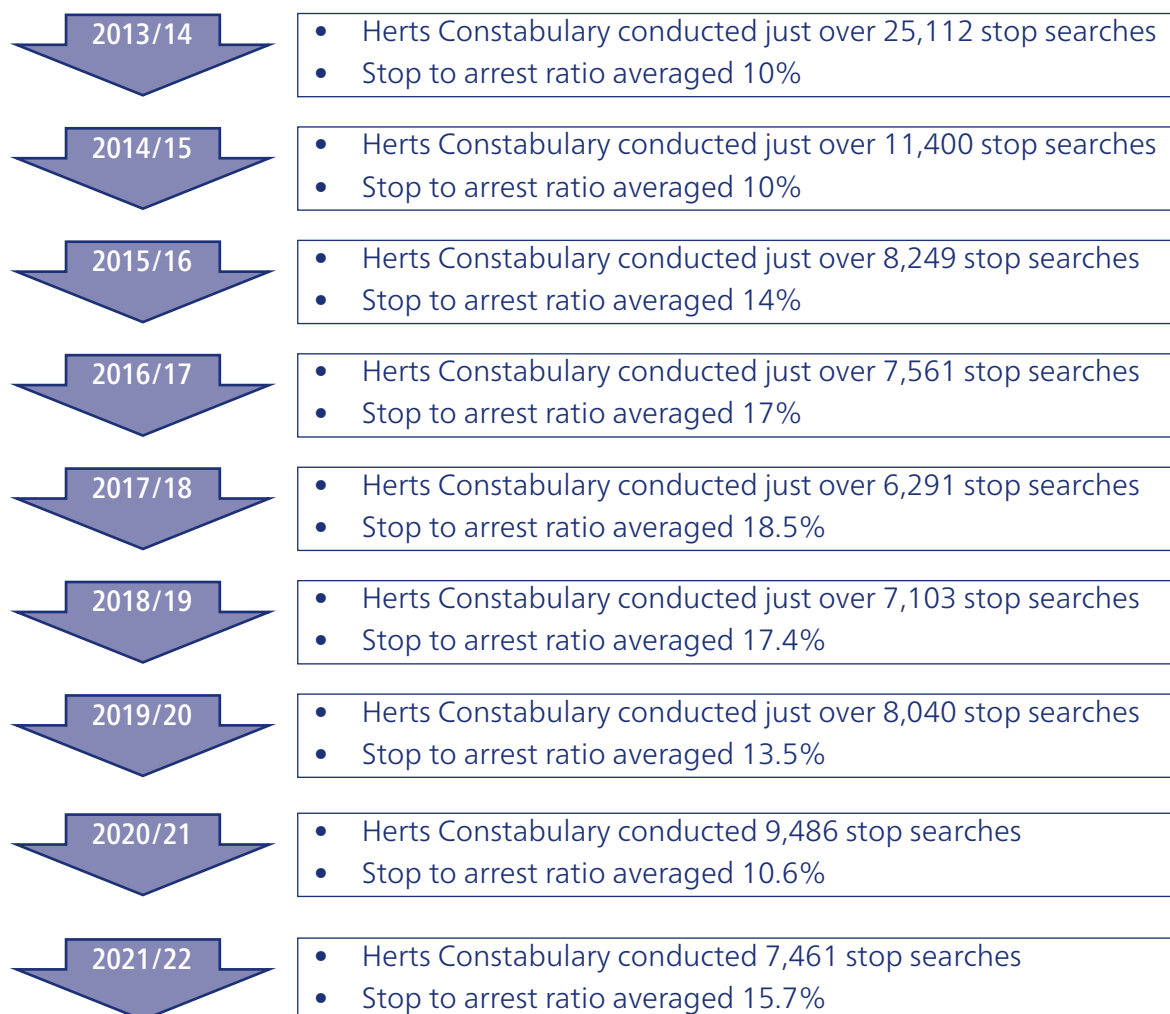 2013/14
• Herts Constabulary conducted just over 25,112 stop searches
• Stop to arrest ratio averaged 10%
2014/15
• Herts Constabulary conducted just over 11,400 stop searches
• Stop to arrest ratio averaged 10%
2015/16
• Herts Constabulary conducted just over 8,249 stop searches
• Stop to arrest ratio averaged 14%
2016/17
• Herts Constabulary conducted just over 7,561 stop searches
• Stop to arrest ratio averaged 17%
2017/18
• Herts Constabulary conducted just over 6,291 stop searches
• Stop to arrest ratio averaged 18.5%
2018/19
• Herts Constabulary conducted just over 7,103 stop searches
• Stop to arrest ratio averaged 17.4%
2019/20
• Herts Constabulary conducted just over 8,040 stop searches
• Stop to arrest ratio averaged 13.5%
2020/21
• Herts Constabulary conducted 9,486 stop searches
• Stop to arrest ratio averaged 10.6%
2021/22
• Herts Constabulary conducted 7,461 stop searches
• Stop to arrest ratio averaged 15.7%